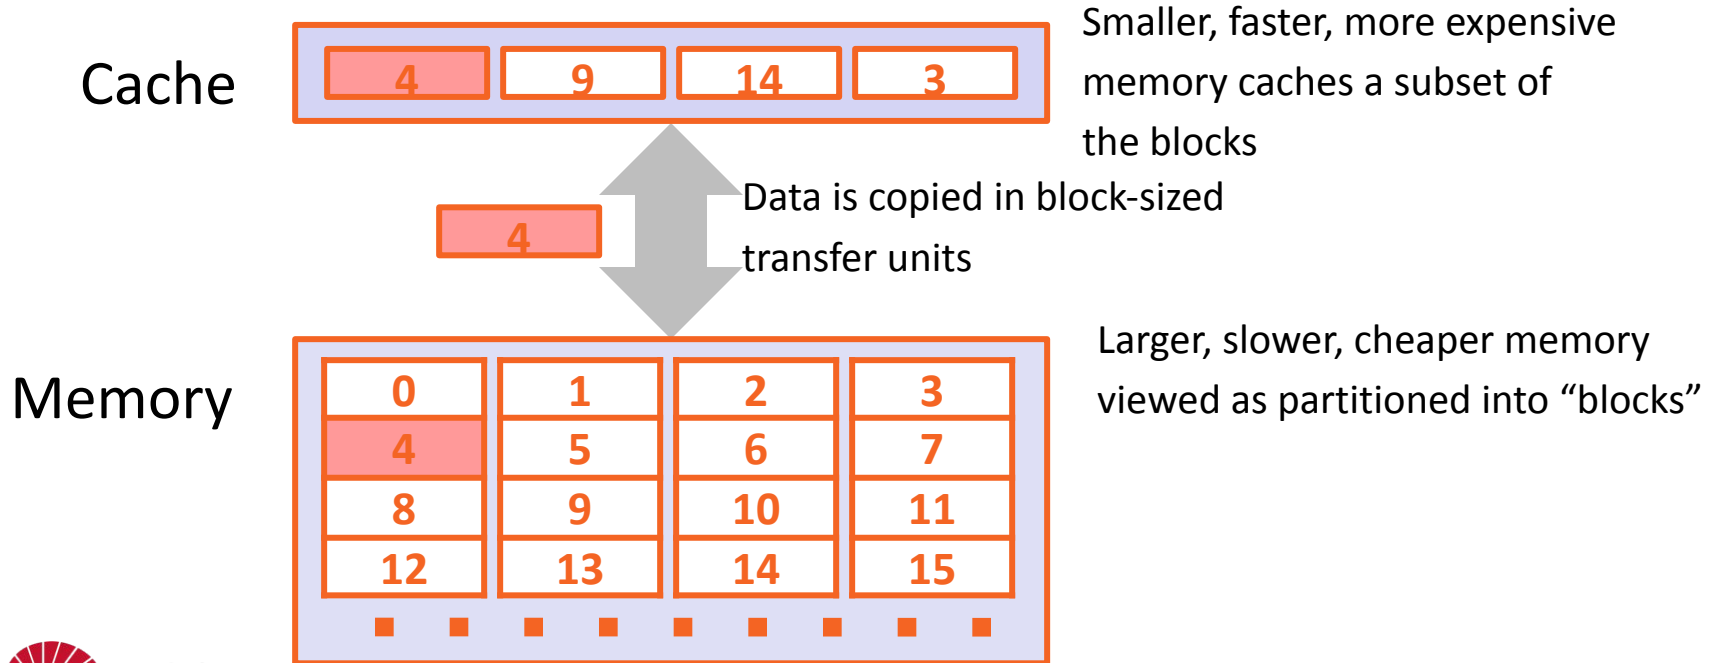 Cache
4 9 14 3
Smaller, faster, more expensive
memory caches a subset of
the blocks
4
Data is copied in block-sized
transfer units
Memory
0 1 2 3
4 5 6 7
8 9 10 11
12 13 14 15
Larger, slower, cheaper memory
viewed as partitioned into “blocks”